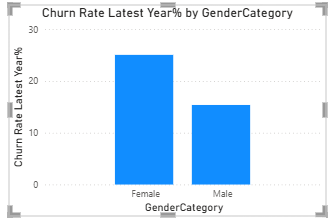 Churn Rate Latest Year% by GenderCategory
Churn Rate Latest Year%
30
20
10
0
Female Male
GenderCategory